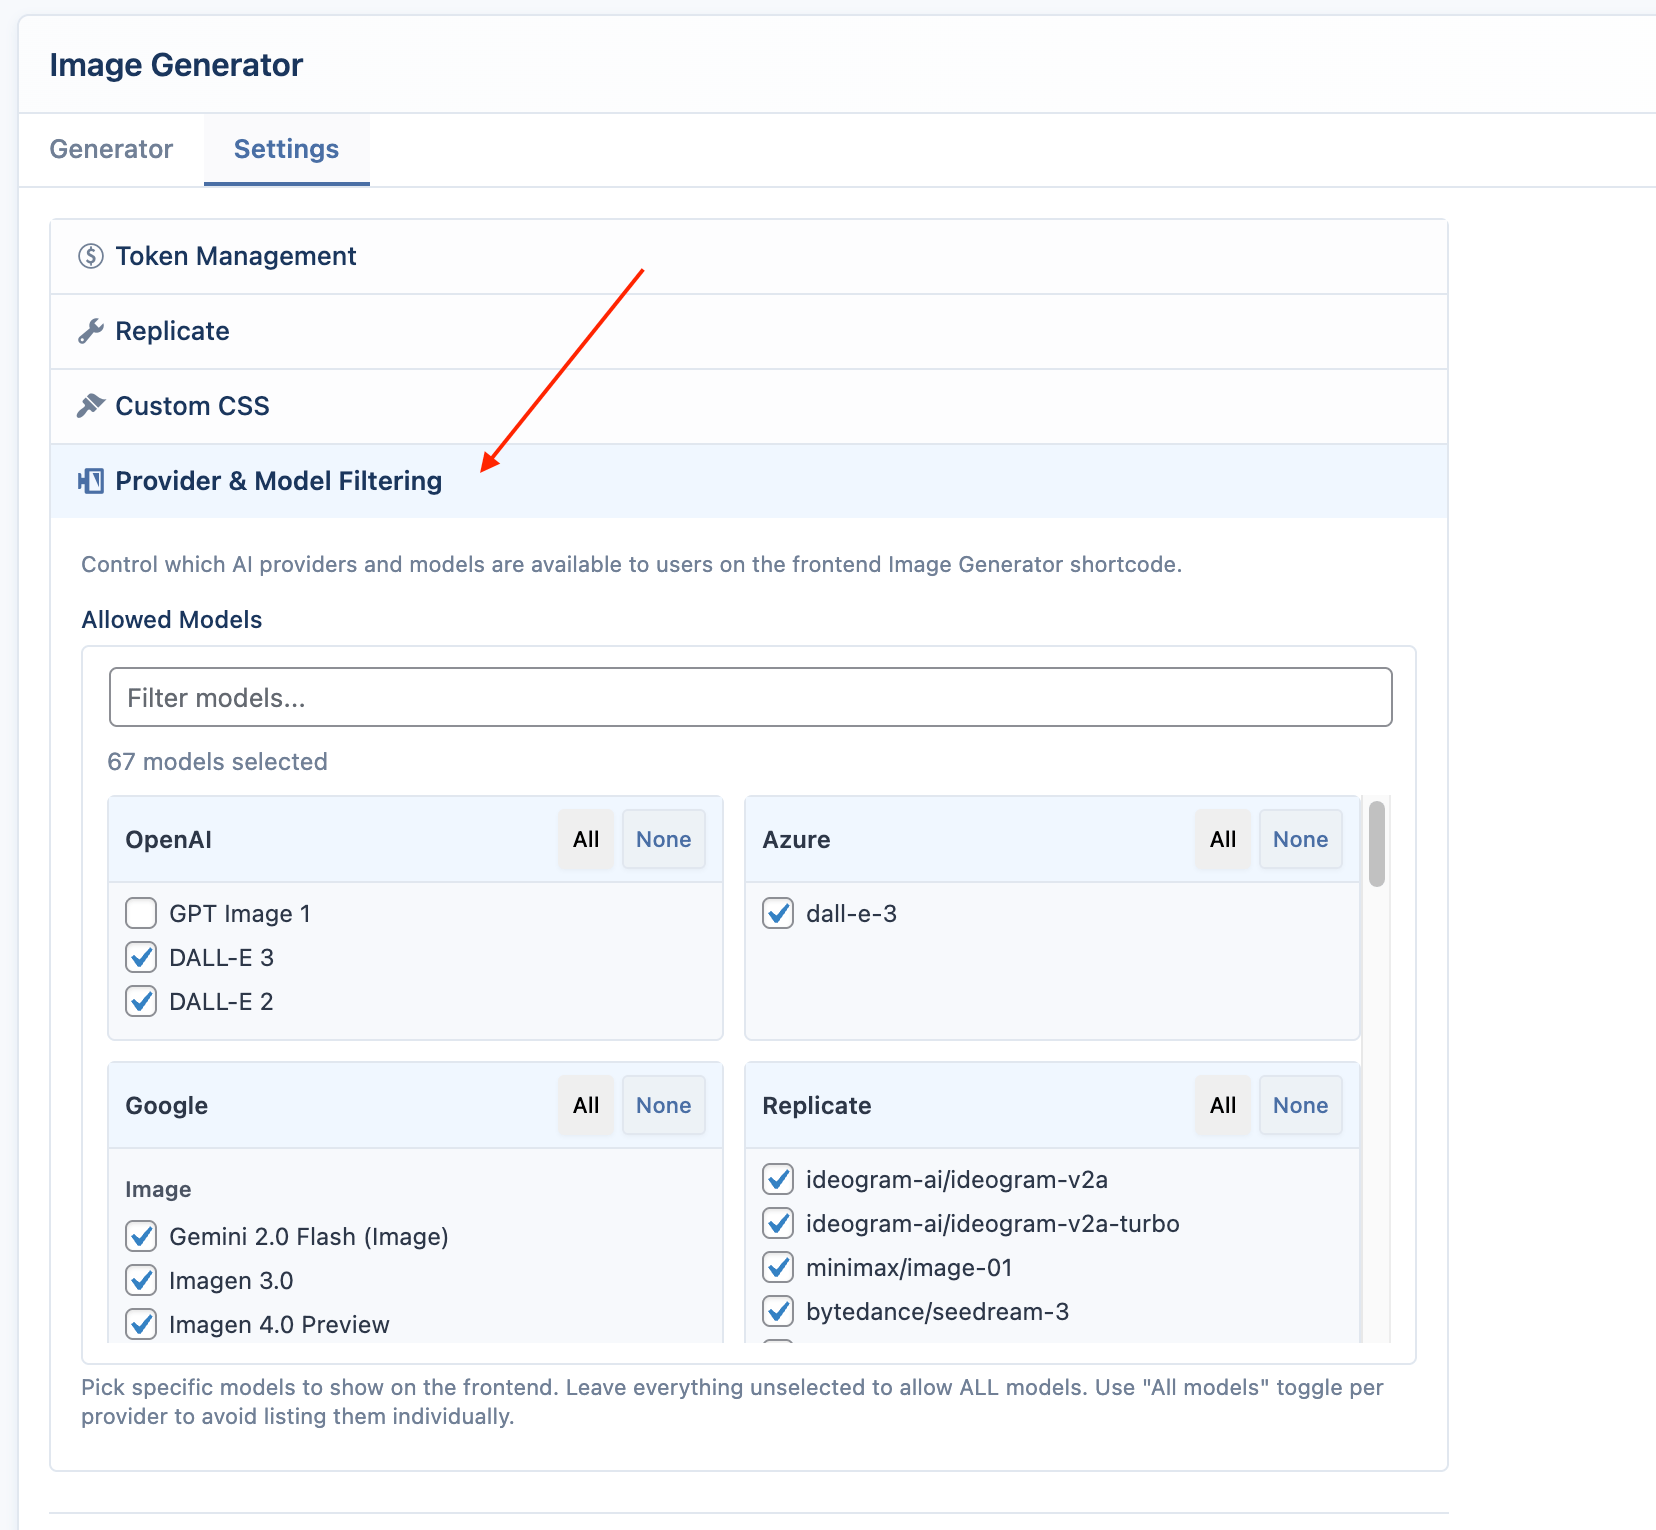 Image Generator
Generator
Settings
Token Management
Replicate
Custom CSS
Provider & Model Filtering
Control which AI providers and models are available to users on the frontend Image Generator shortcode.
Allowed Models
Filter models...
67 models selected
OpenAI
All
None
GPT Image 1
DALL-E 3
DALL-E 2
Azure
All
None
dall-e-3
Google
All
None
Image
Gemini 2.0 Flash (Image)
Imagen 3.0
Imagen 4.0 Preview
Replicate
All
None
ideogram-ai/ideogram-v2a
ideogram-ai/ideogram-v2a-turbo
minimax/image-01
bytedance/seedream-3
Pick specific models to show on the frontend. Leave everything unselected to allow ALL models. Use "All models" toggle per
provider to avoid listing them individually.